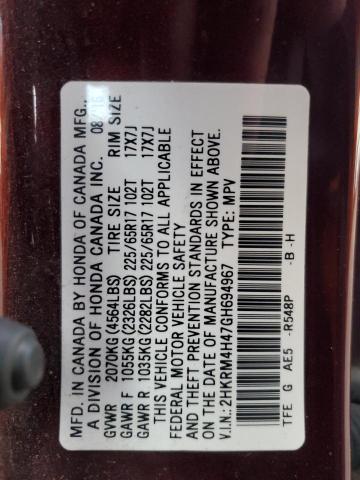 MFD. IN CANADA BY HONDA OF CANADA MFG.,
A DIVISION OF HONDA CANADA INC. 08/16
GVWR 2070KG (4564LBS) TIRE SIZE RIM SIZE
GAWR F 1055KG (2326LBS) 225/65R17 102T 17X7J
GAWR R 1035KG (2282LBS) 225/65R17 102T 17X7J
THIS VEHICLE CONFORMS TO ALL APPLICABLE
FEDERAL MOTOR VEHICLE SAFETY
AND THEFT PREVENTION STANDARDS IN EFFECT
ON THE DATE OF MANUFACTURE SHOWN ABOVE.
V.I.N.: 2HKRM4H47GH694967 TYPE: MPV
TFE G AE5 -R548P -B -H